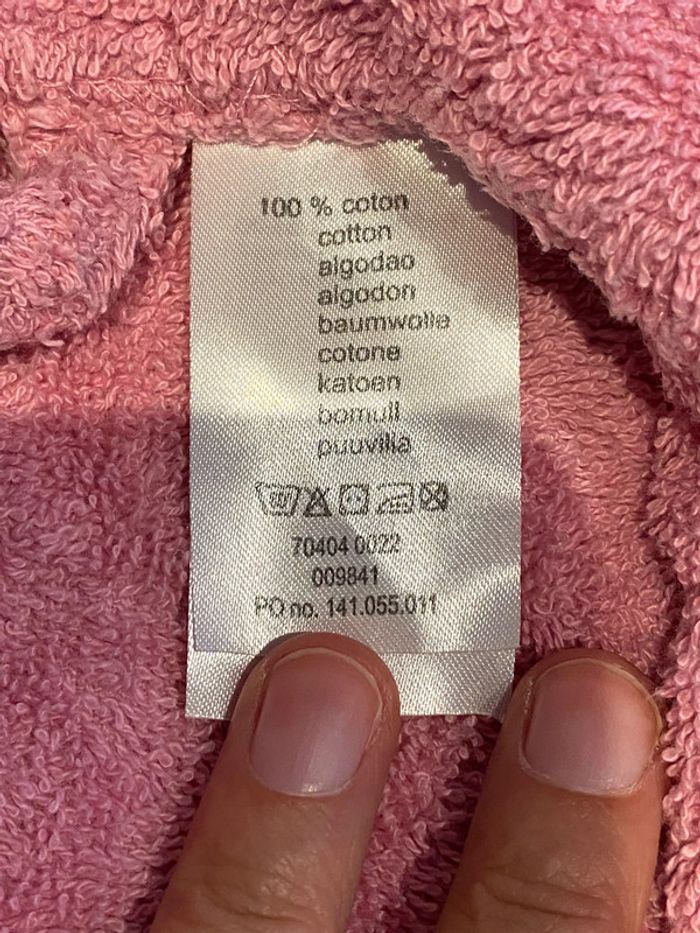 100 % coton
cotton
algodao
algodon
baumwolle
cotone
katoen
bomull
puuvilla
70404 0022
009841
PO no. 141.055.011